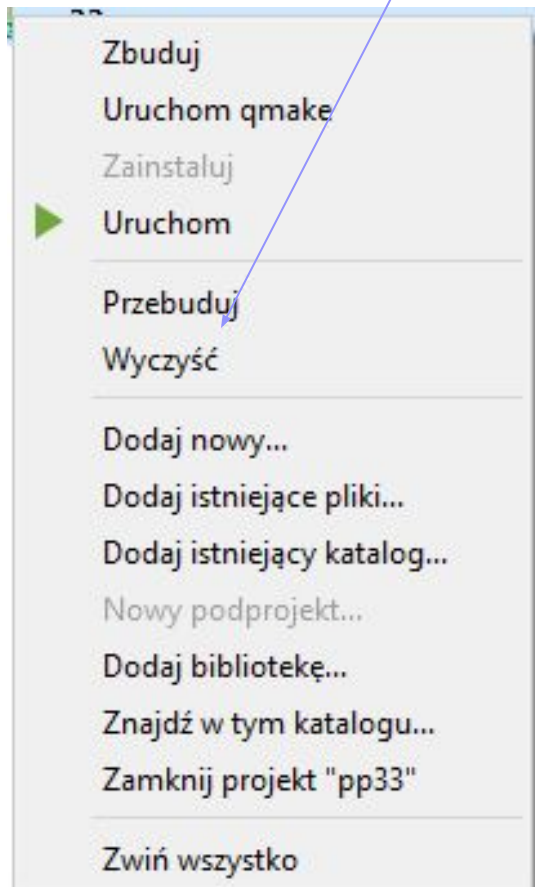 Zbuduj
Uruchom qmake
Zainstaluj
Uruchom
Przebuduj
Wyczyść
Dodaj nowy...
Dodaj istniejące pliki...
Dodaj istniejący katalog...
Nowy podprojekt...
Dodaj bibliotekę...
Znajdź w tym katalogu...
Zamknij projekt "pp33"
Zwiń wszystko